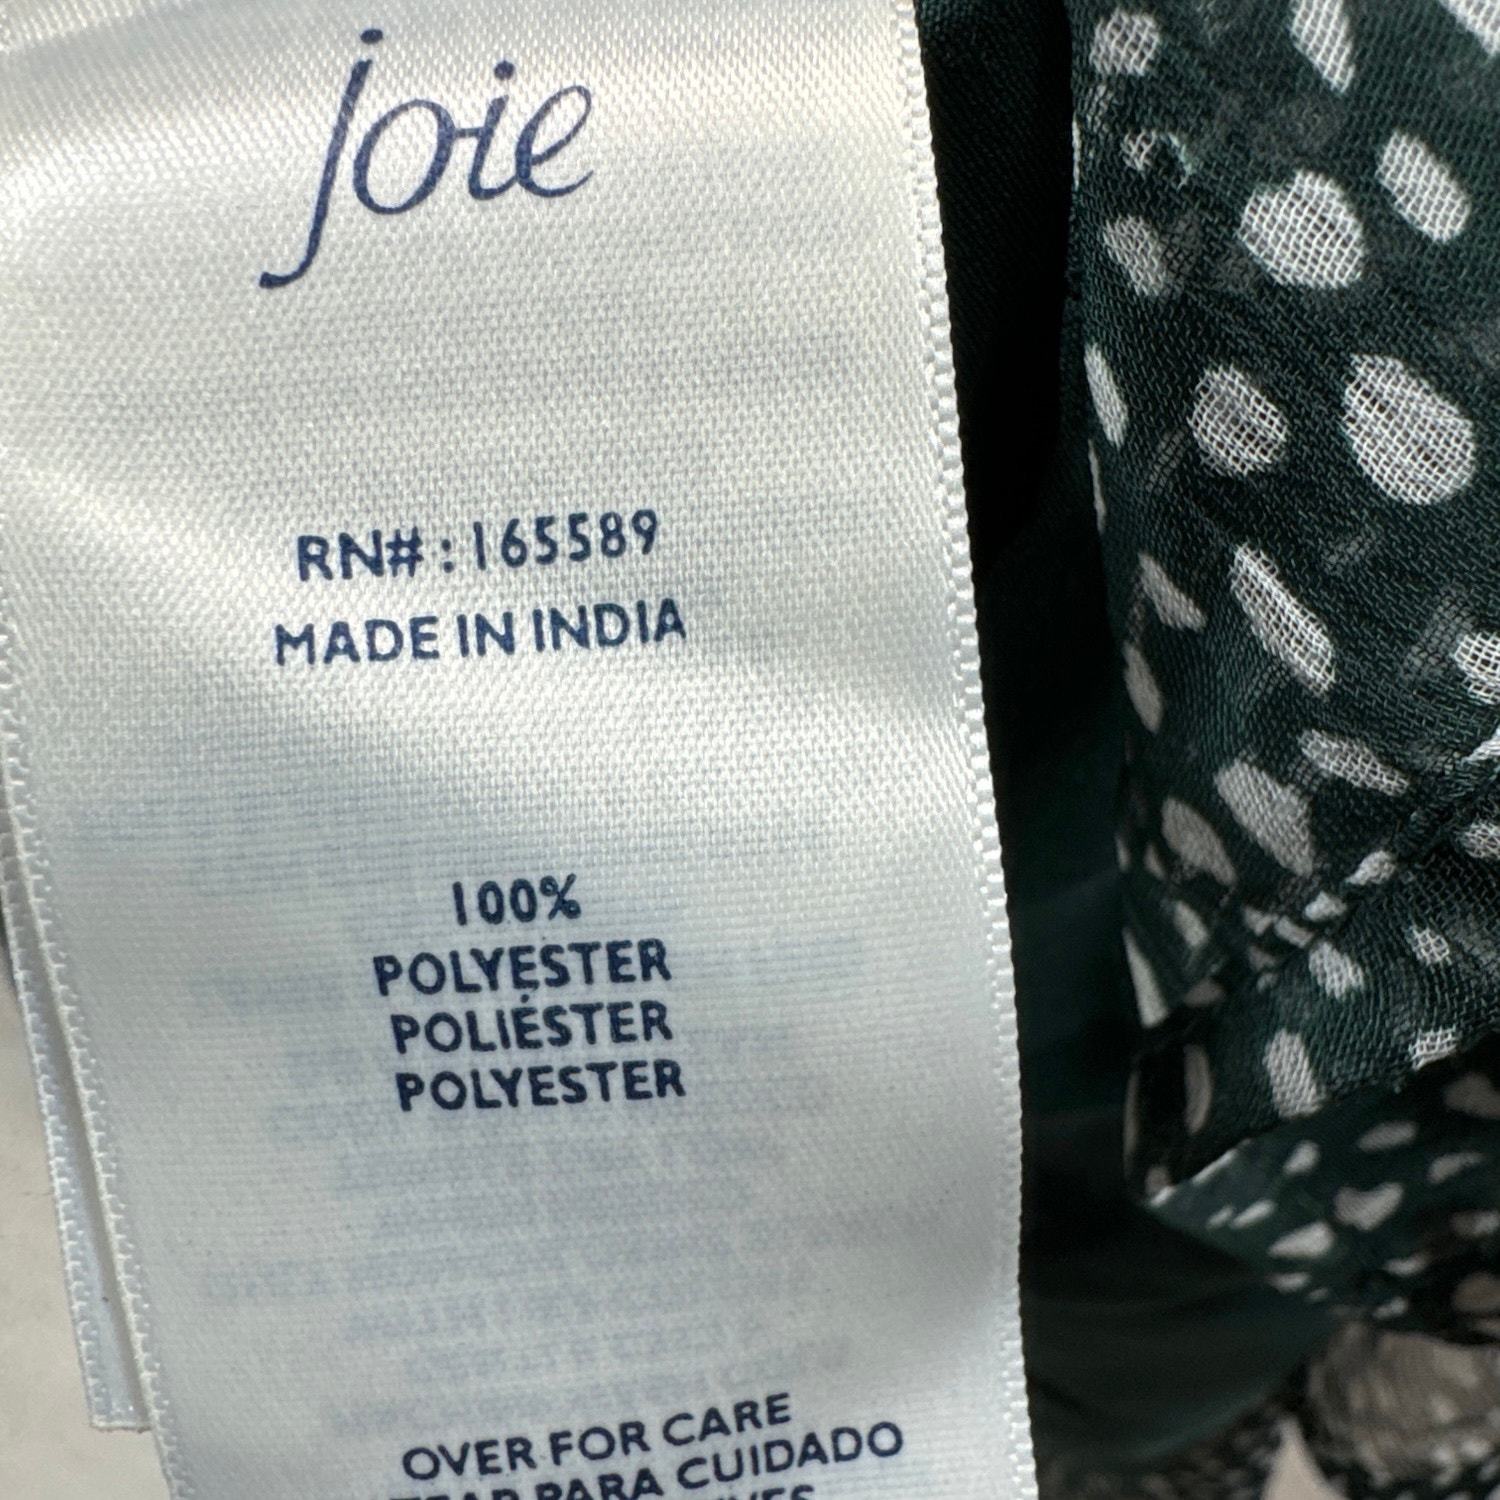 joie
RN# : 165589
MADE IN INDIA
100%
POLYESTER
POLIÉSTER
POLYESTER
OVER FOR CARE
PARA CUIDADO